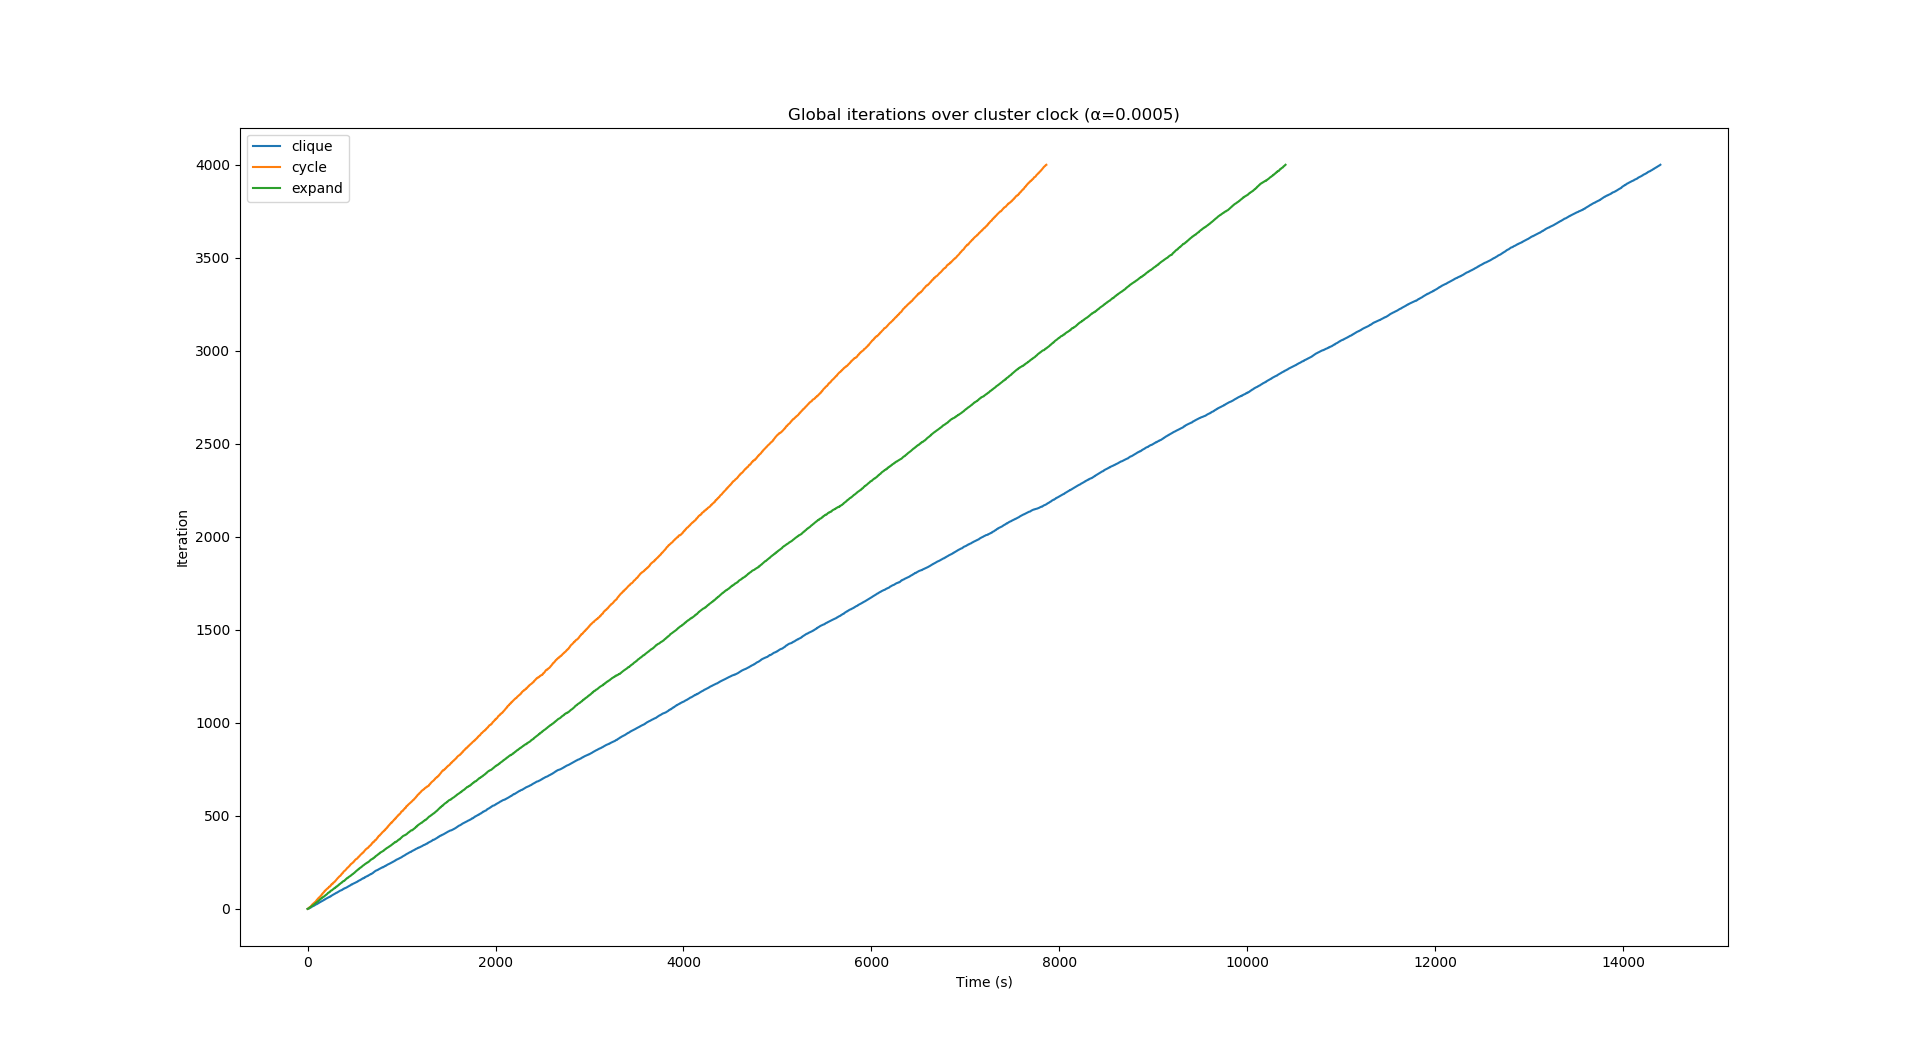 Global iterations over cluster clock (α=0.0005)
clique
cycle
expand
4000
3500
3000
2500
2000
1500
1000
500
0
Iteration
0 2000 4000 6000 8000 10000 12000 14000
Time (s)